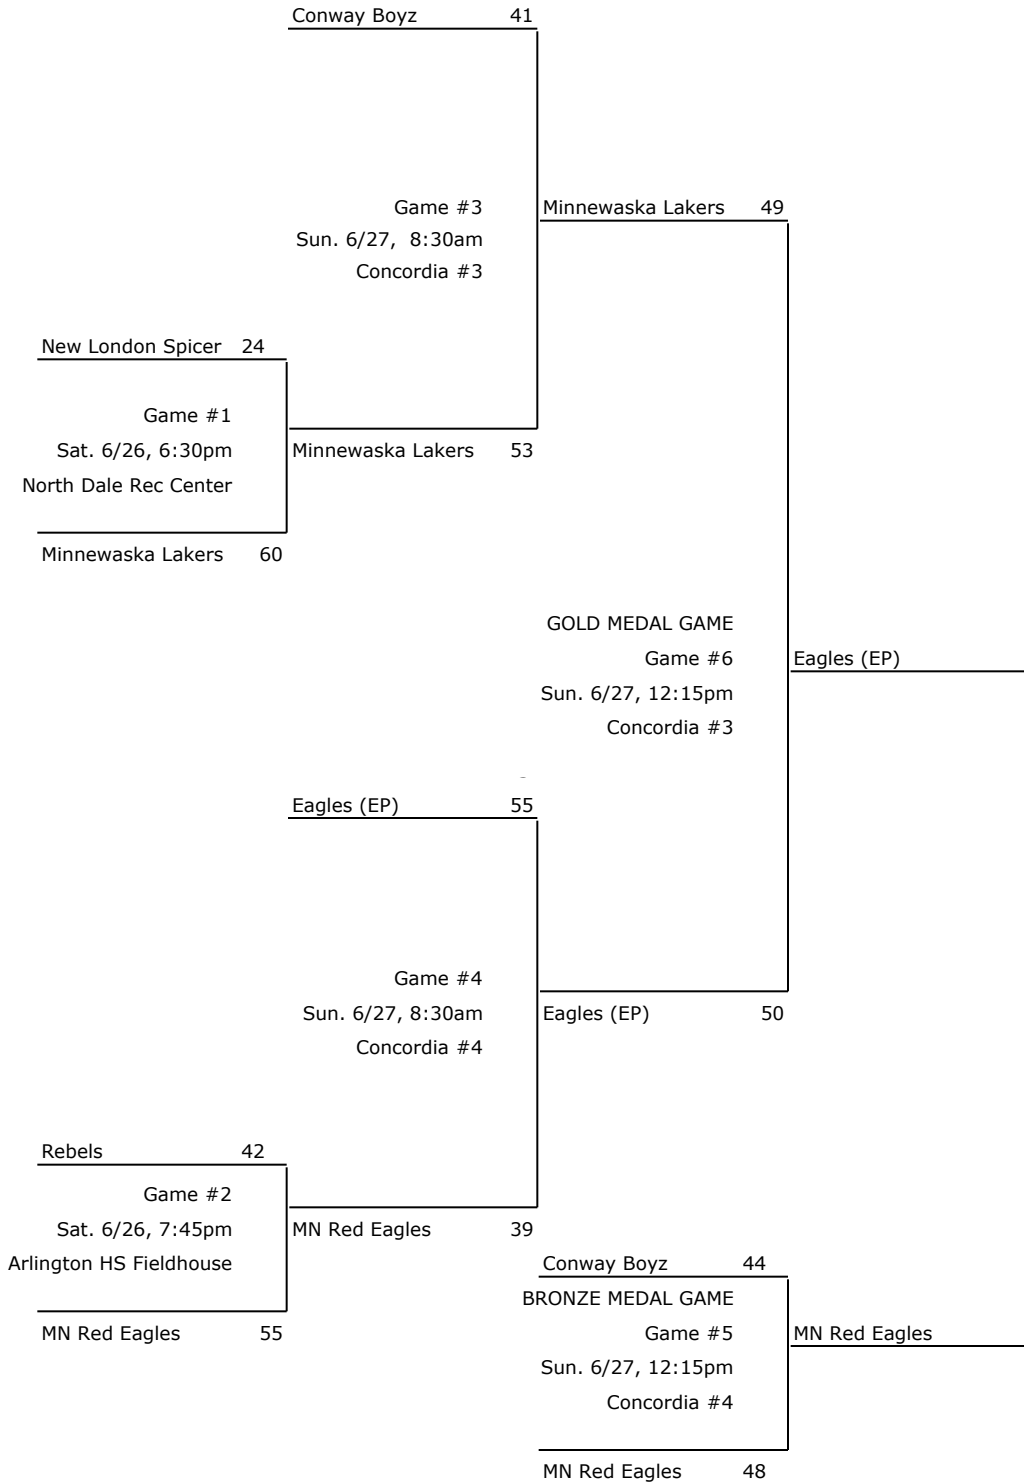 Conway Boyz 41
Game #3
Minnewaska Lakers 49
Sun. 6/27, 8:30am
Concordia #3
New London Spicer 24
Game #1
Sat. 6/26, 6:30pm
Minnewaska Lakers 53
North Dale Rec Center
Minnewaska Lakers 60
GOLD MEDAL GAME
Game #6
Eagles (EP)
Sun. 6/27, 12:15pm
Concordia #3
Eagles (EP) 55
Game #4
Sun. 6/27, 8:30am
Eagles (EP) 50
Concordia #4
Rebels 42
Game #2
Sat. 6/26, 7:45pm
MN Red Eagles 39
Arlington HS Fieldhouse
Conway Boyz 44
BRONZE MEDAL GAME
MN Red Eagles 55
Game #5
MN Red Eagles
Sun. 6/27, 12:15pm
Concordia #4
MN Red Eagles 48